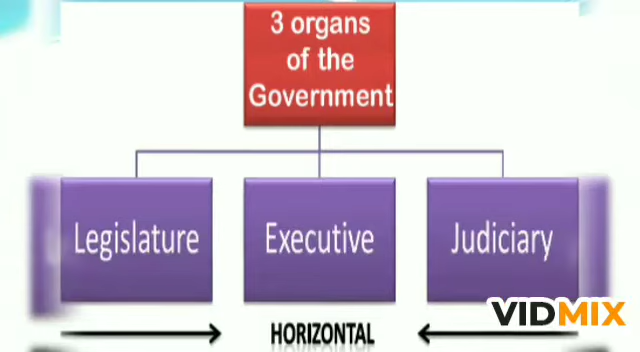 3 organs
of the
Government
Legislature
Executive
Judiciary
HORIZONTAL
VIDMIX